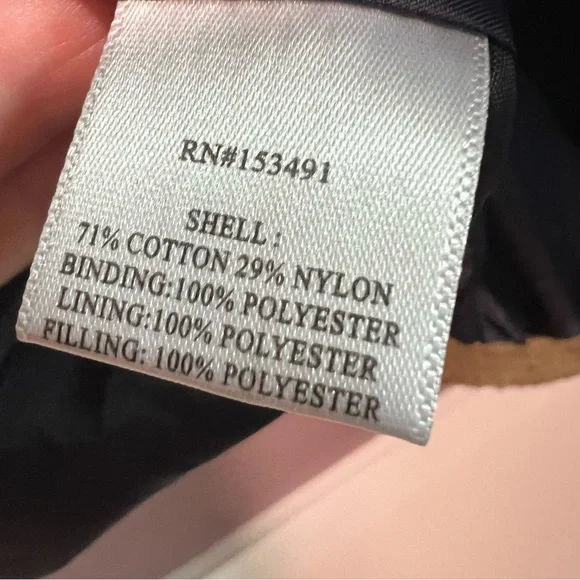 RN#153491
SHELL:
71% COTTON 29% NYLON
BINDING:100% POLYESTER
LINING:100% POLYESTER
FILLING: 100% POLYESTER